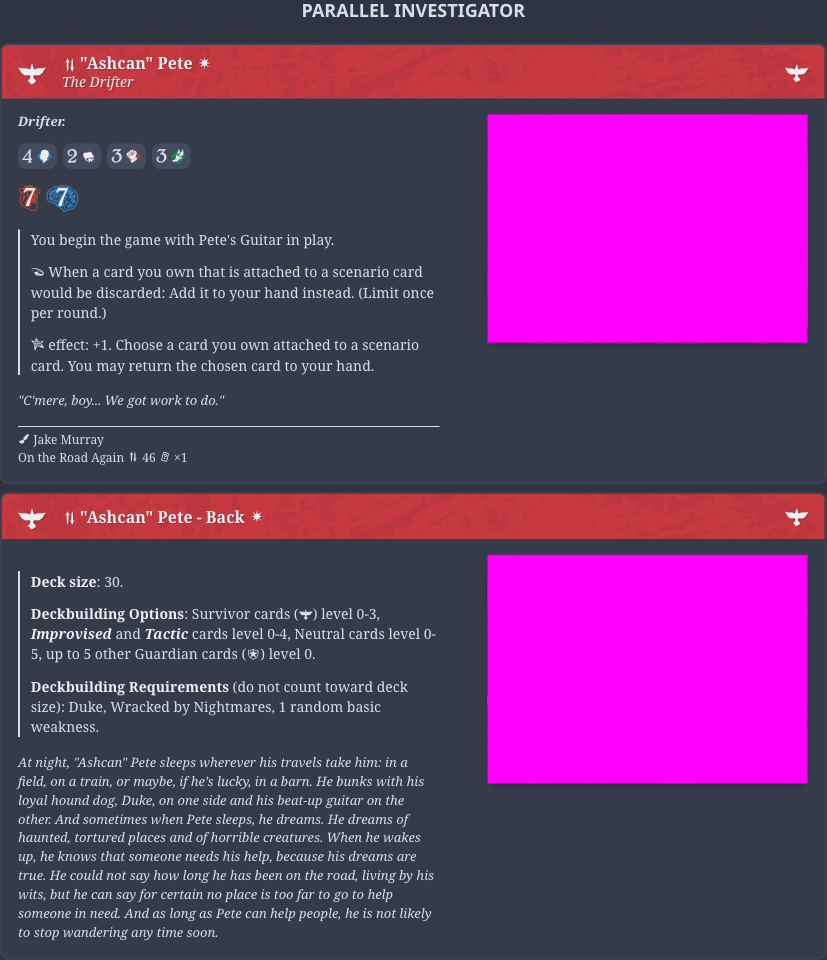 PARALLEL INVESTIGATOR
"Ashcan" Pete
The Drifter
Drifter.
4 2 3 3
7 7
You begin the game with Pete's Guitar in play.
When a card you own that is attached to a scenario card
would be discarded: Add it to your hand instead. (Limit once
per round.)
effect: +1. Choose a card you own attached to a scenario
card. You may return the chosen card to your hand.
"C'mere, boy... We got work to do."
Jake Murray
On the Road Again 46 ×1
"Ashcan" Pete - Back
Deck size: 30.
Deckbuilding Options: Survivor cards () level 0-3,
Improvised and Tactic cards level 0-4, Neutral cards level 0-
5, up to 5 other Guardian cards () level 0.
Deckbuilding Requirements (do not count toward deck
size): Duke, Wracked by Nightmares, 1 random basic
weakness.
At night, "Ashcan" Pete sleeps wherever his travels take him: in a
field, on a train, or maybe, if he's lucky, in a barn. He bunks with his
loyal hound dog, Duke, on one side and his beat-up guitar on the
other. And sometimes when Pete sleeps, he dreams. He dreams of
haunted, tortured places and of horrible creatures. When he wakes
up, he knows that someone needs his help, because his dreams are
true. He could not say how long he has been on the road, living by his
wits, but he can say for certain no place is too far to go to help
someone in need. And as long as Pete can help people, he is not likely
to stop wandering any time soon.